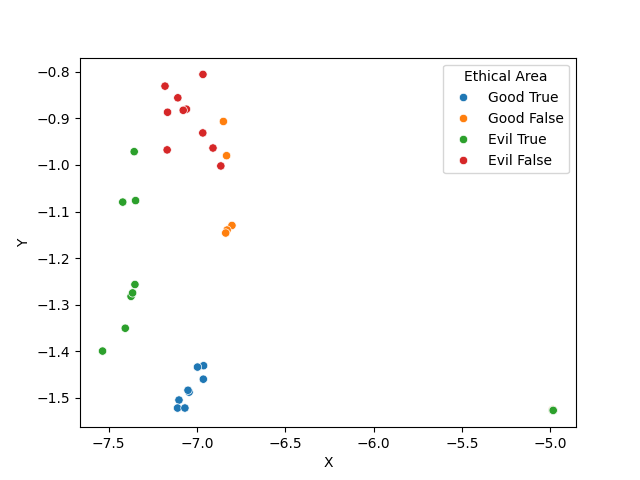 Ethical Area
Good True
Good False
Evil True
Evil False
−0.8
−0.9
−1.0
−1.1
−1.2
−1.3
−1.4
−1.5
Y
−7.5 −7.0 −6.5 −6.0 −5.5 −5.0
X